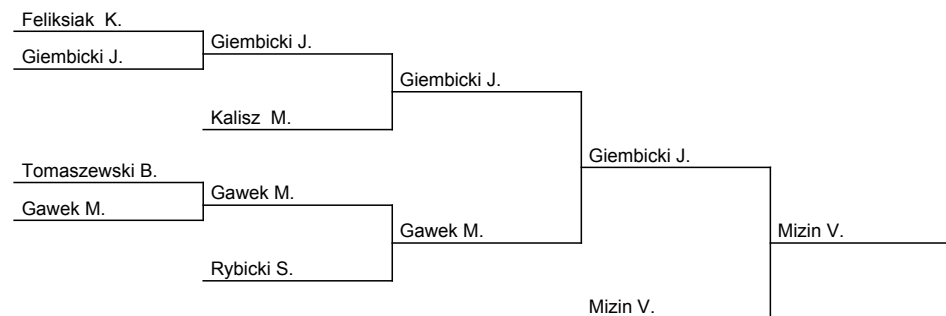 Feliksiak K.
Giembicki J.
Giembicki J.
Giembicki J.
Kalisz M.
Giembicki J.
Tomaszewski B.
Gawek M.
Gawek M.
Gawek M.
Mizin V.
Rybicki S.
Mizin V.